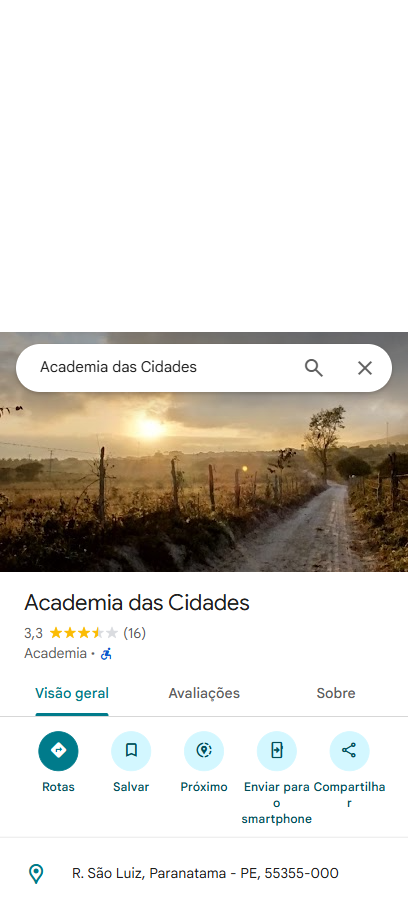 Academia das Cidades
Academia das Cidades
3,3 (16)
Academia ·
Visão geral
Avaliações
Sobre
Rotas
Salvar
Próximo
Enviar para
o
smartphone
Compartilha
r
R. São Luiz, Paranatama - PE, 55355-000